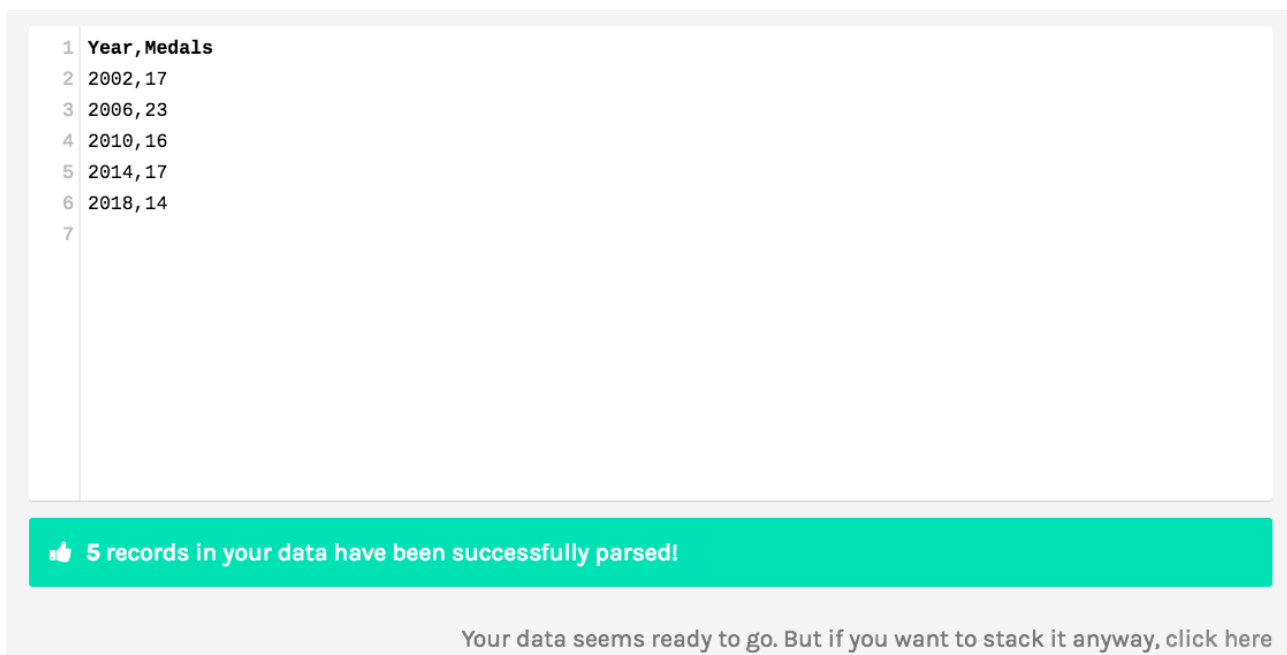 1 Year,Medals
2 2002,17
3 2006,23
4 2010,16
5 2014,17
6 2018,14
7
5 records in your data have been successfully parsed!
Your data seems ready to go. But if you want to stack it anyway, click here